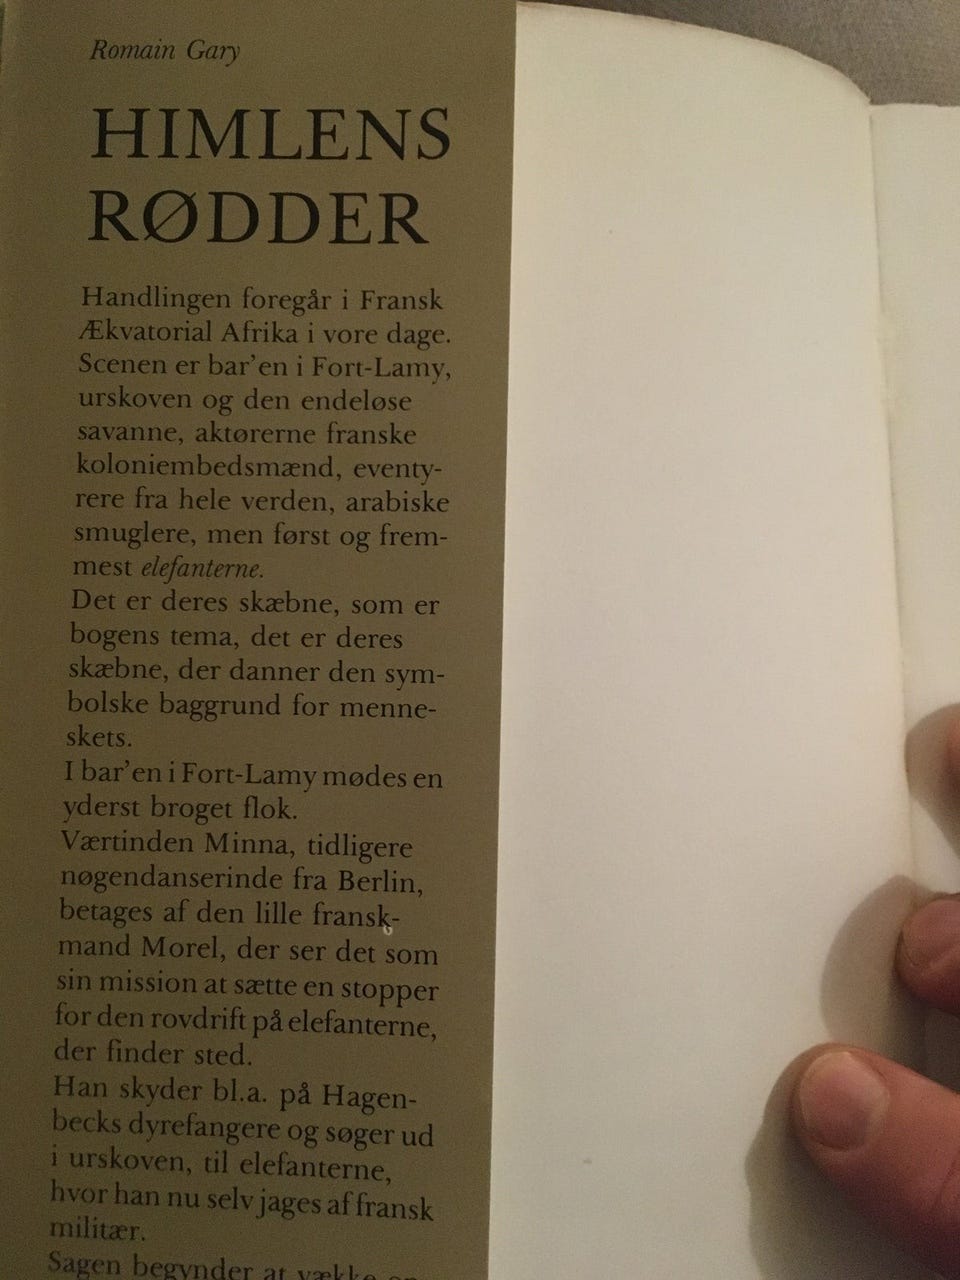 Romain Gary
HIMLENS
RØDDER
Handlingen foregår i Fransk
Ækvatorial Afrika i vore dage.
Scenen er bar'en i Fort-Lamy,
urskoven og den endeløse
savanne, aktørerne franske
koloniembedsmænd, eventy-
rere fra hele verden, arabiske
smuglere, men først og frem-
mest elefanterne.
Det er deres skæbne, som er
bogens tema, det er deres
skæbne, der danner den sym-
bolske baggrund for menne-
skets.
I bar'en i Fort-Lamy mødes en
yderst broget flok.
Værtinden Minna, tidligere
nøgendanserinde fra Berlin,
betages af den lille fransk-
mand Morel, der ser det som
sin mission at sætte en stopper
for den rovdrift på elefanterne,
der finder sted.
Han skyder bl.a. på Hagen-
becks dyrefangere og søger ud
i urskoven, til elefanterne,
hvor han nu selv jages af fransk
militær.
Sagen begynder at vække